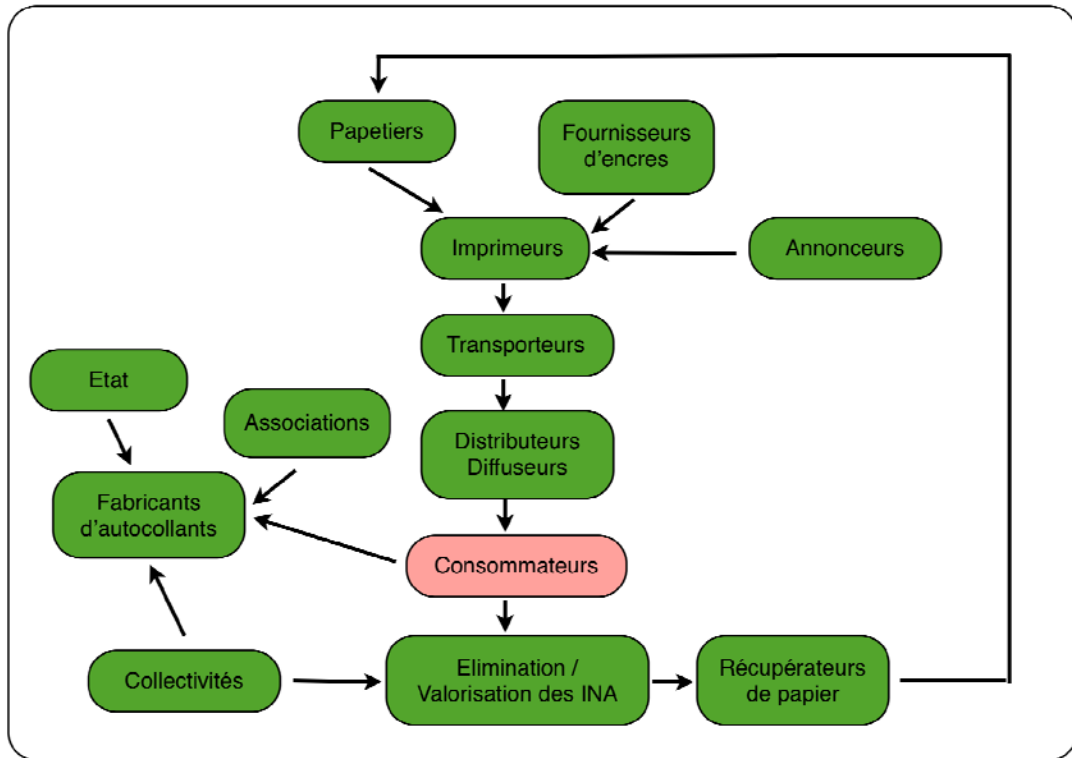 Papetiers
Fournisseurs
d'encres
Imprimeurs
Annonceurs
Transporteurs
Etat
Associations
Distributeurs
Diffuseurs
Fabricants
d'autocollants
Consommateurs
Collectivités
Elimination /
Valorisation des INA
Récupérateurs
de papier